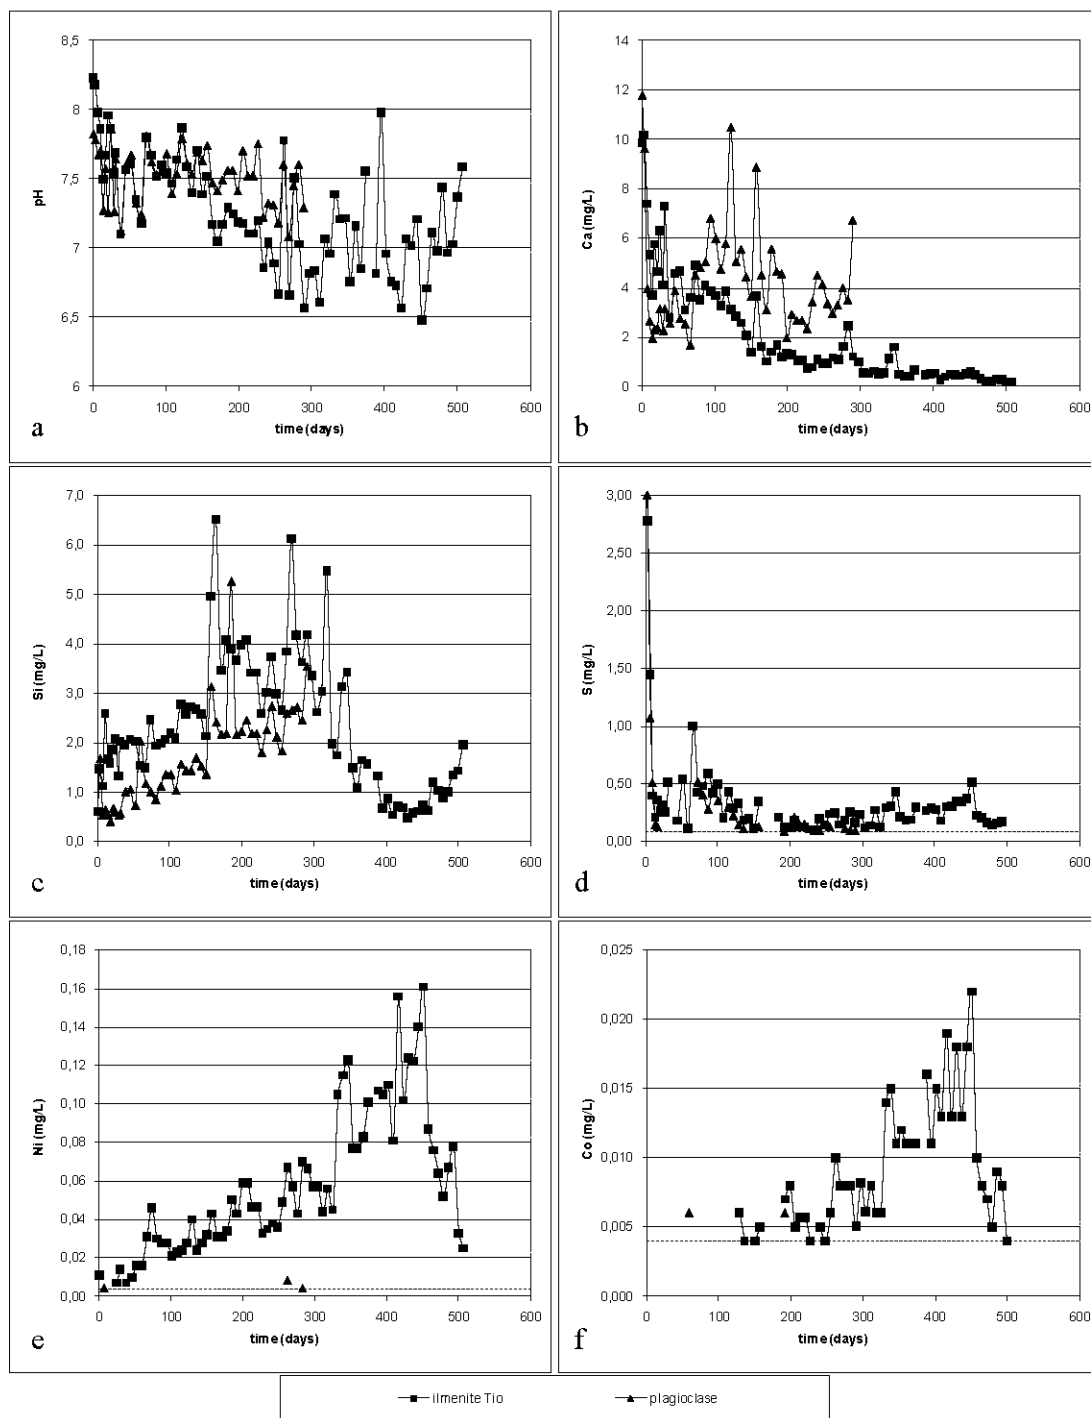 8,5
8
7,5
7
6,5
6
pH
0 100 200 300 400 500 600
time (days)
a
14
12
10
8
6
4
2
0
Ca (mg/L)
0 100 200 300 400 500 600
time (days)
b
7,0
6,0
5,0
4,0
3,0
2,0
1,0
0,0
Si (mg/L)
0 100 200 300 400 500 600
time (days)
c
3,00
2,50
2,00
1,50
1,00
0,50
0,00
S (mg/L)
0 100 200 300 400 500 600
time (days)
d
0,18
0,16
0,14
0,12
0,10
0,08
0,06
0,04
0,02
0,00
Ni (mg/L)
0 100 200 300 400 500 600
time (days)
e
0,025
0,020
0,015
0,010
0,005
0,000
Co (mg/L)
0 100 200 300 400 500 600
time (days)
f
ilmenite Tio plagioclase